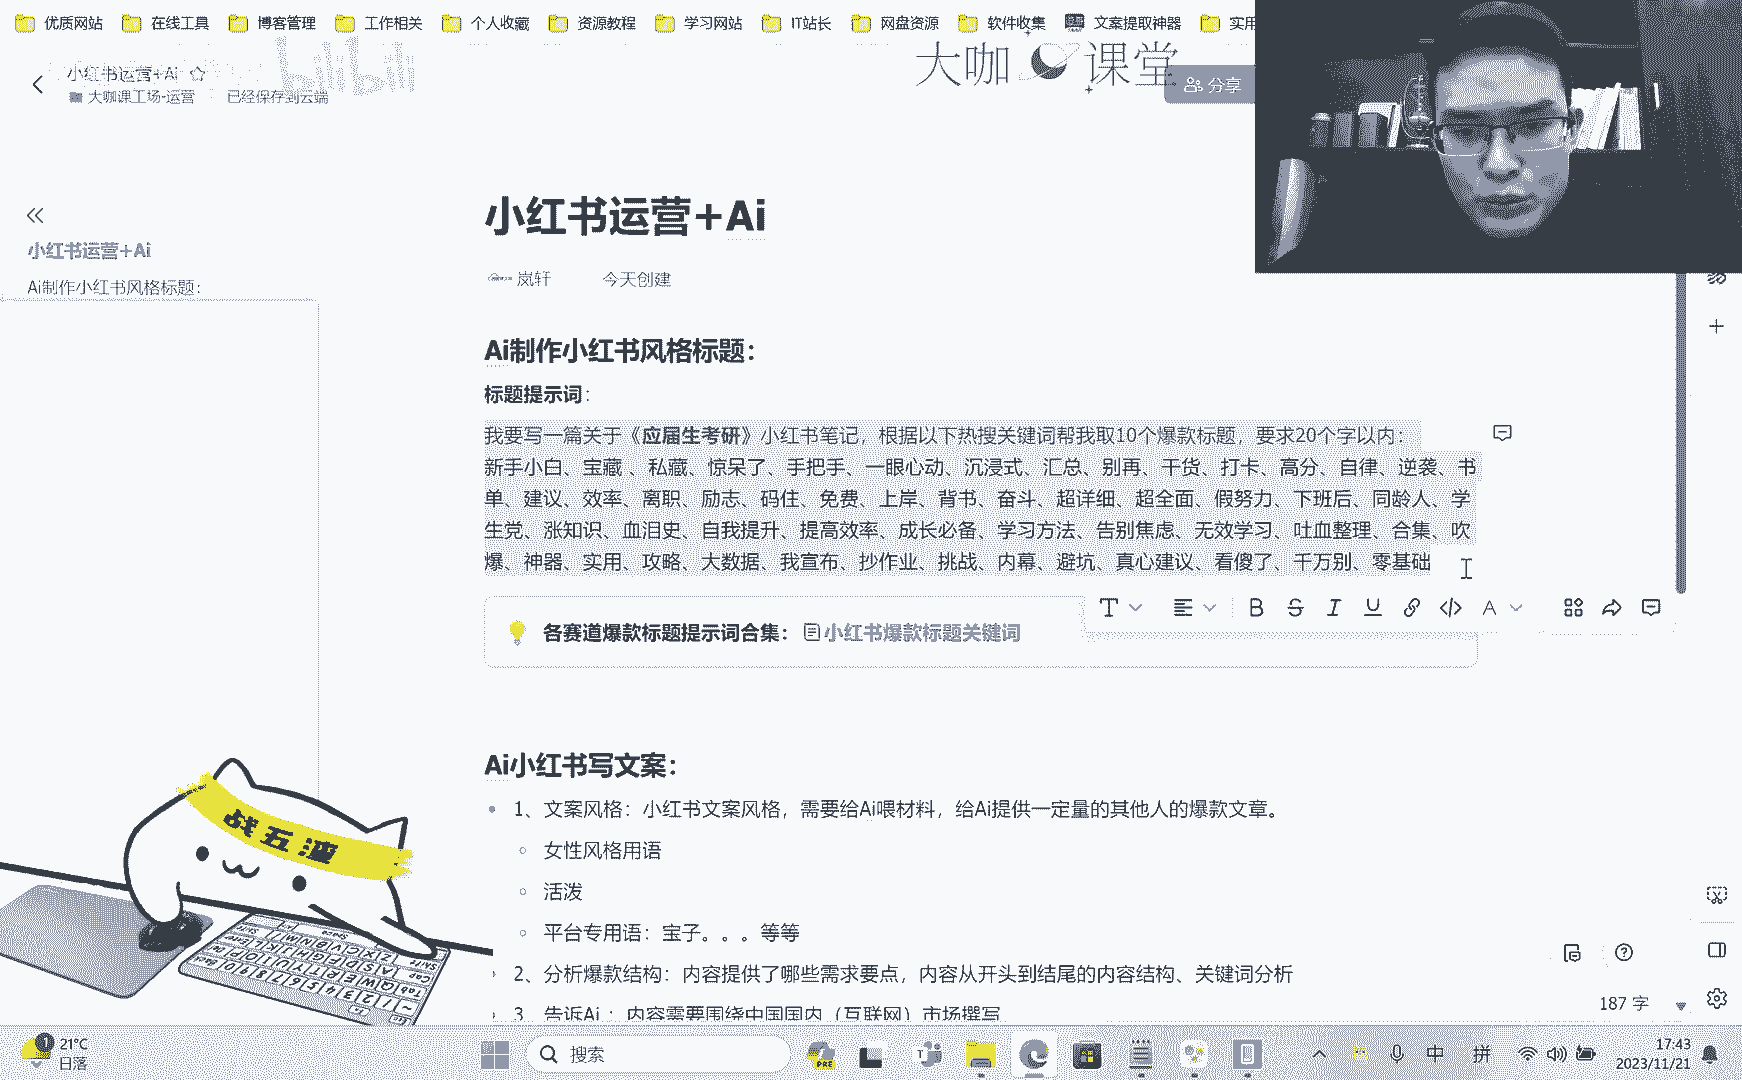 优质网站 在线工具 博客管理 工作相关 个人收藏 资源教程 学习网站 IT站长 网盘资源 软件收集 文案提取神器 实用
小红书运营+Ai
bilibili
大咖课堂
大咖课工场-运营 已经保存到云端
分享
小红书运营+Ai
Ai制作小红书风格标题：
小红书运营+Ai
岚轩 今天创建
Ai制作小红书风格标题：
标题提示词：
我要写一篇关于《应届生考研》小红书笔记，根据以下热搜关键词帮我取10个爆款标题，要求20个字以内：
新手小白、宝藏 、私藏、惊呆了、手把手、一眼心动、沉浸式、汇总、别再、干货、打卡、高分、自律、逆袭、书
单、建议、效率、离职、励志、码住、免费、上岸、背书、奋斗、超详细、超全面、假努力、下班后、同龄人、学
生党、涨知识、血泪史、自我提升、提高效率、成长必备、学习方法、告别焦虑、无效学习、吐血整理、合集、吹
爆、神器、实用、攻略、大数据、我宣布、抄作业、挑战、内幕、避坑、真心建议、看傻了、千万别、零基础
各赛道爆款标题提示词合集： 小红书爆款标题关键词
Ai小红书写文案：
1、文案风格：小红书文案风格，需要给Ai喂材料，给Ai提供一定量的其他人的爆款文章。
女性风格用语
活泼
平台专用语：宝子。。。等等
2、分析爆款结构：内容提供了哪些需求要点，内容从开头到结尾的内容结构、关键词分析
3、告诉Ai：内容需要围绕中国国内（互联网）市场撰写
187 字
战五渣
1
21°C
日落
搜索
PRE
中 拼
17:43
2023/11/21